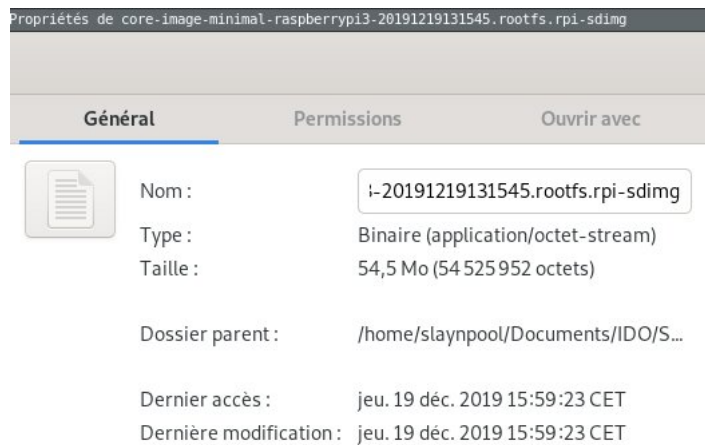 Propriétés de core-image-minimal-raspberrypi3-20191219131545.rootfs.rpi-sdimg
Général Permissions Ouvrir avec
Nom : -20191219131545.rootfs.rpi-sdimg
Type : Binaire (application/octet-stream)
Taille : 54,5 Mo (54 525 952 octets)
Dossier parent : /home/slaynpool/Documents/IDO/S...
Dernier accès : jeu. 19 déc. 2019 15:59:23 CET
Dernière modification : jeu. 19 déc. 2019 15:59:23 CET